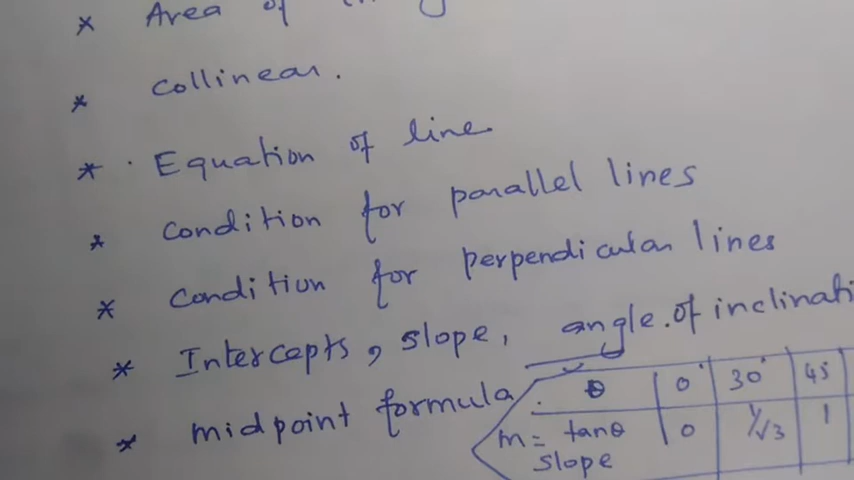 * Area of
* Collinear.
* Equation of line
* Condition for parallel lines
* Condition for perpendicular lines
* Intercepts, slope, angle of
* midpoint formula.
θ 0° 30° 45
m = tanθ 0 1/√3 1
slope